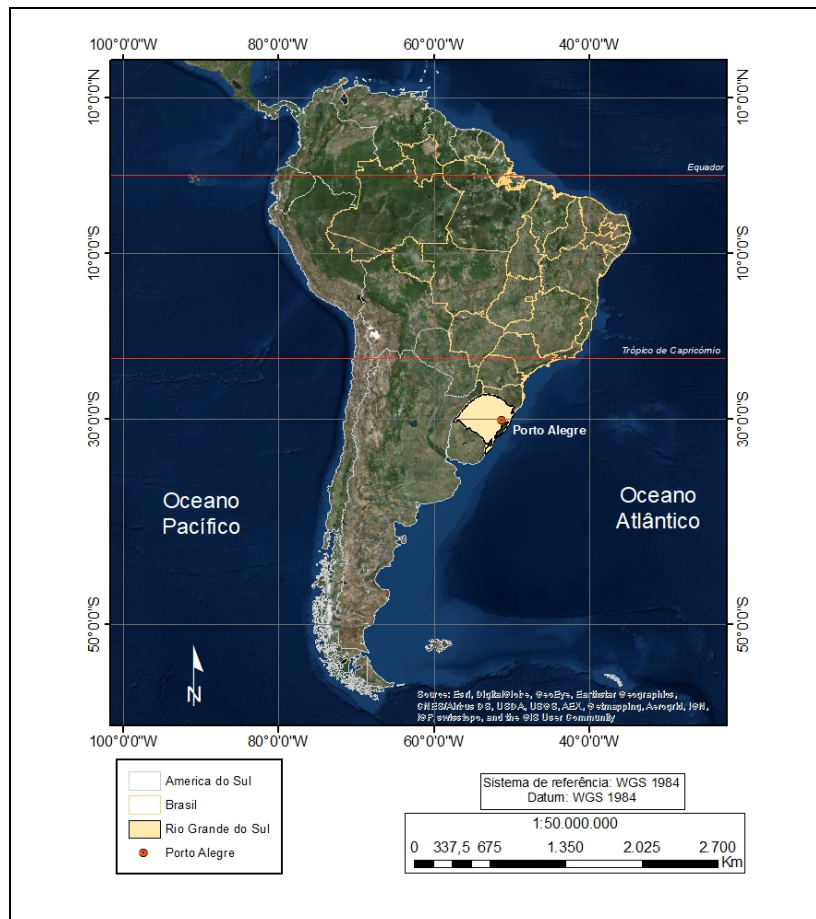 100°0'0"W 80°0'0"W 60°0'0"W 40°0'0"W
10°0'0"N 10°0'0"N
Equador
10°0'0"S 10°0'0"S
Trópico de Capricórnio
30°0'0"S 30°0'0"S
Porto Alegre
Oceano
Pacífico
Oceano
Atlântico
50°0'0"S 50°0'0"S
N
Source: Esri, DigitalGlobe, GeoEye, Earthstar Geographics,
CNES/Airbus DS, USDA, USGS, AEX, Getmapping, Aerogrid, IGN,
IGP, swisstopo, and the GIS User Community
100°0'0"W 80°0'0"W 60°0'0"W 40°0'0"W
America do Sul
Brasil
Rio Grande do Sul
Porto Alegre
Sistema de referência: WGS 1984
Datum: WGS 1984
1:50.000.000
0 337,5 675 1.350 2.025 2.700
Km